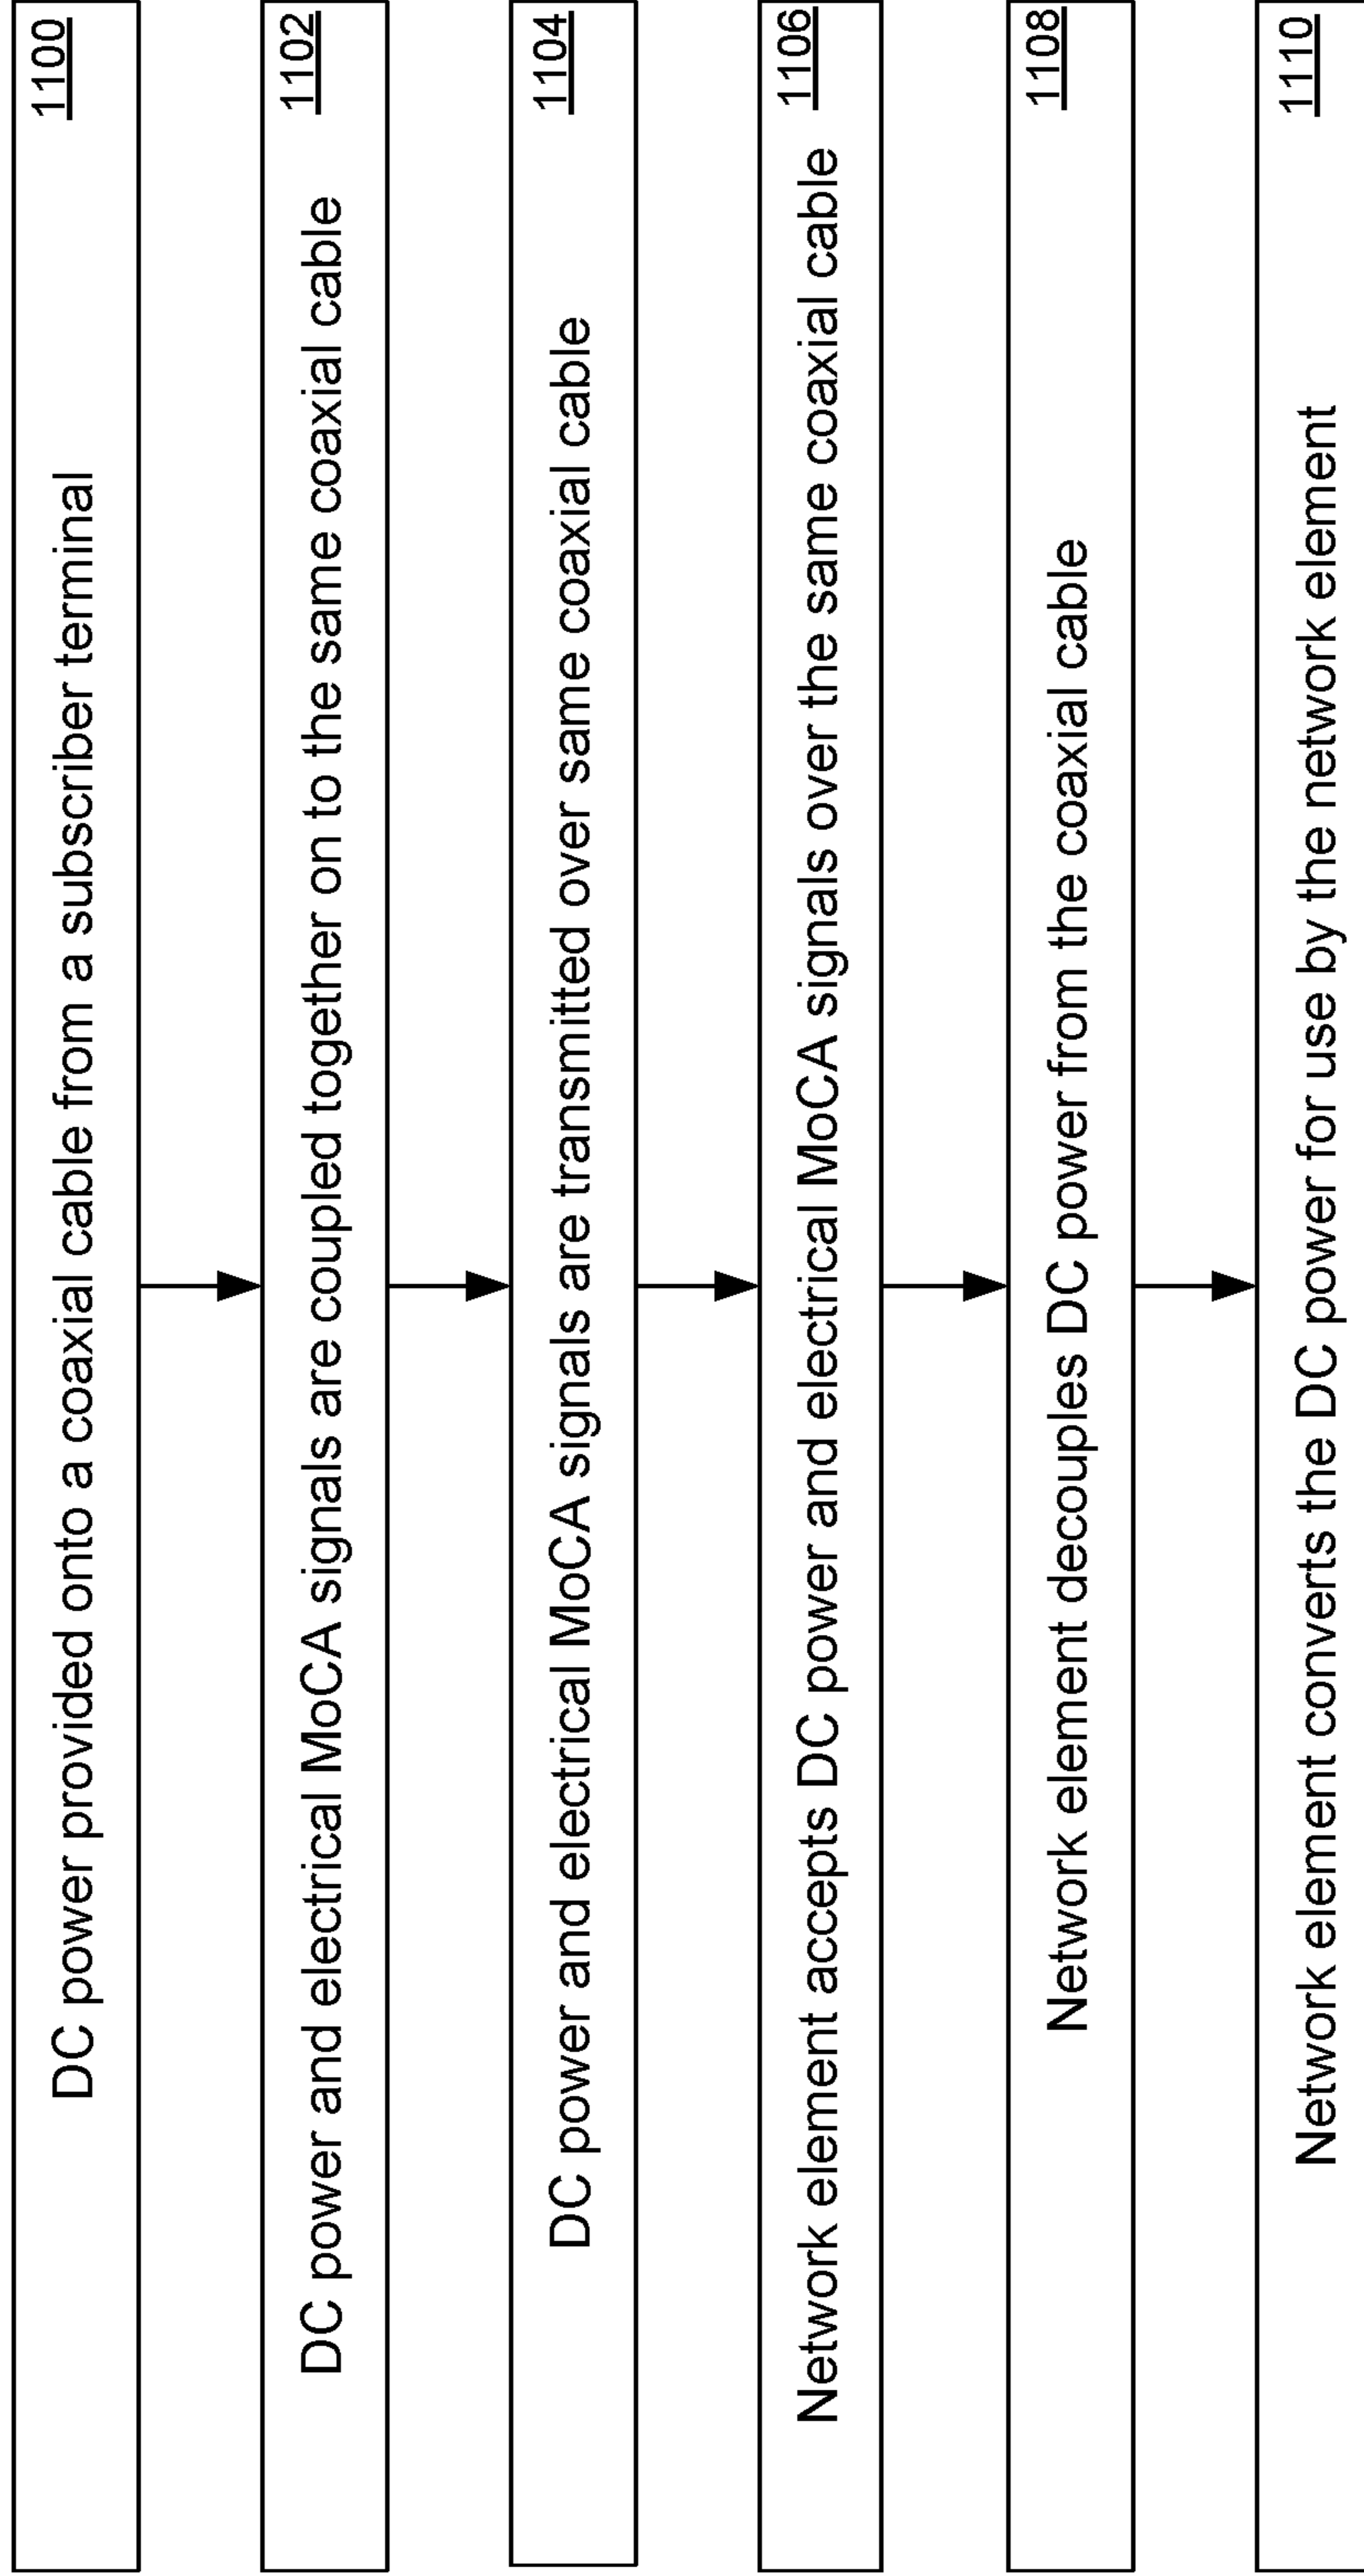 1100
DC power provided onto a coaxial cable from a subscriber terminal
1102
DC power and electrical MoCA signals are coupled together on to the same coaxial cable
1104
DC power and electrical MoCA signals are transmitted over same coaxial cable
1106
Network element accepts DC power and electrical MoCA signals over the same coaxial cable
1108
Network element decouples DC power from the coaxial cable
1110
Network element converts the DC power for use by the network element